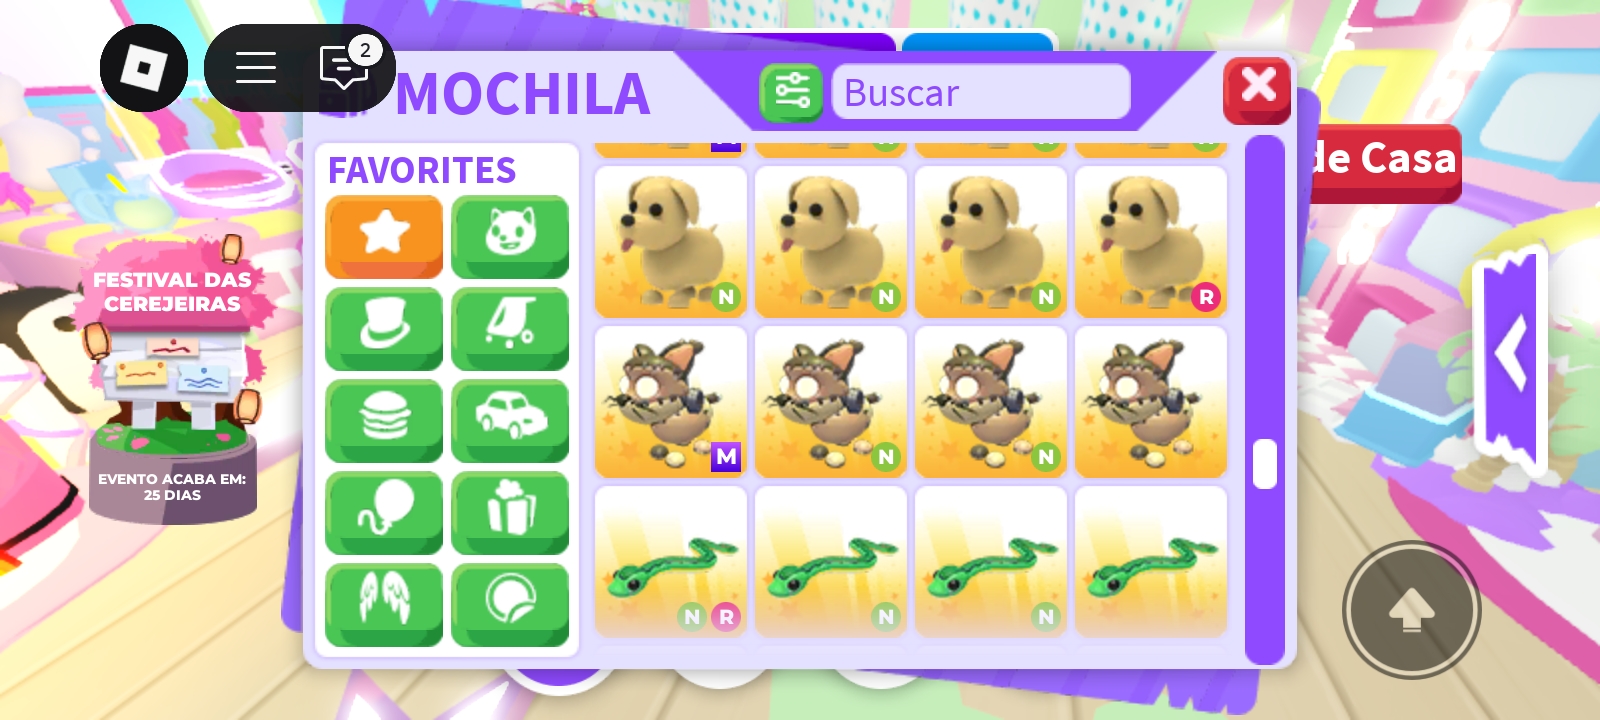 2
MOCHILA
Buscar
de Casa
FAVORITES
FESTIVAL DAS
CEREJEIRAS
EVENTO ACABA EM:
25 DIAS
N
N
N
R
M
N
N
N R
N
N